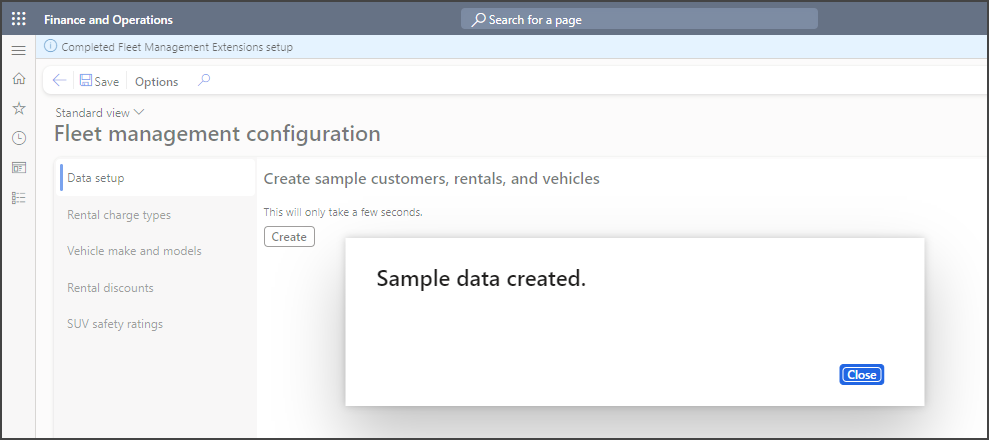 Finance and Operations
Search for a page
Completed Fleet Management Extensions setup
Save
Options
Standard view
Fleet management configuration
Data setup
Rental charge types
Vehicle make and models
Rental discounts
SUV safety ratings
Create sample customers, rentals, and vehicles
This will only take a few seconds.
Create
Sample data created.
Close